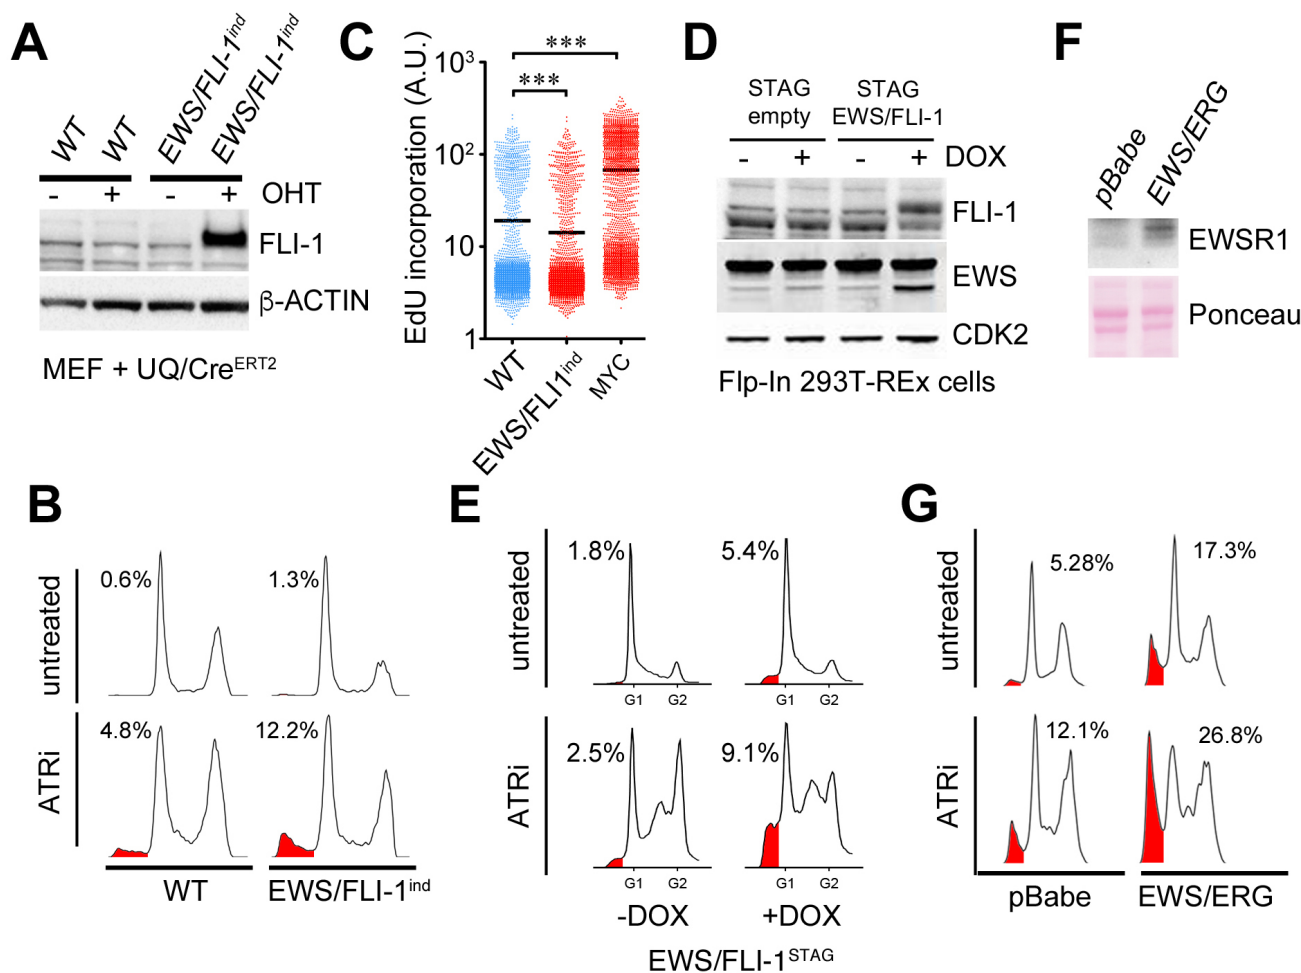 A
WT
WT
EWS/FLI-1ind
EWS/FLI-1ind
- + - + OHT
FLI-1
β-ACTIN
MEF + UQ/CreERT2
C
EdU incorporation (A.U.)
10³
10²
10
1
***
***
WT
EWS/FLI1ind
MYC
D
STAG empty
STAG EWS/FLI-1
- + - + DOX
FLI-1
EWS
CDK2
Flp-In 293T-REx cells
F
pBabe
EWS/ERG
EWSR1
Ponceau
B
untreated
0.6%
1.3%
ATRi
4.8%
12.2%
WT
EWS/FLI-1ind
E
untreated
1.8%
5.4%
G1 G2 G1 G2
ATRi
2.5%
9.1%
G1 G2 G1 G2
-DOX
+DOX
EWS/FLI-1STAG
G
untreated
5.28%
17.3%
ATRi
12.1%
26.8%
pBabe
EWS/ERG